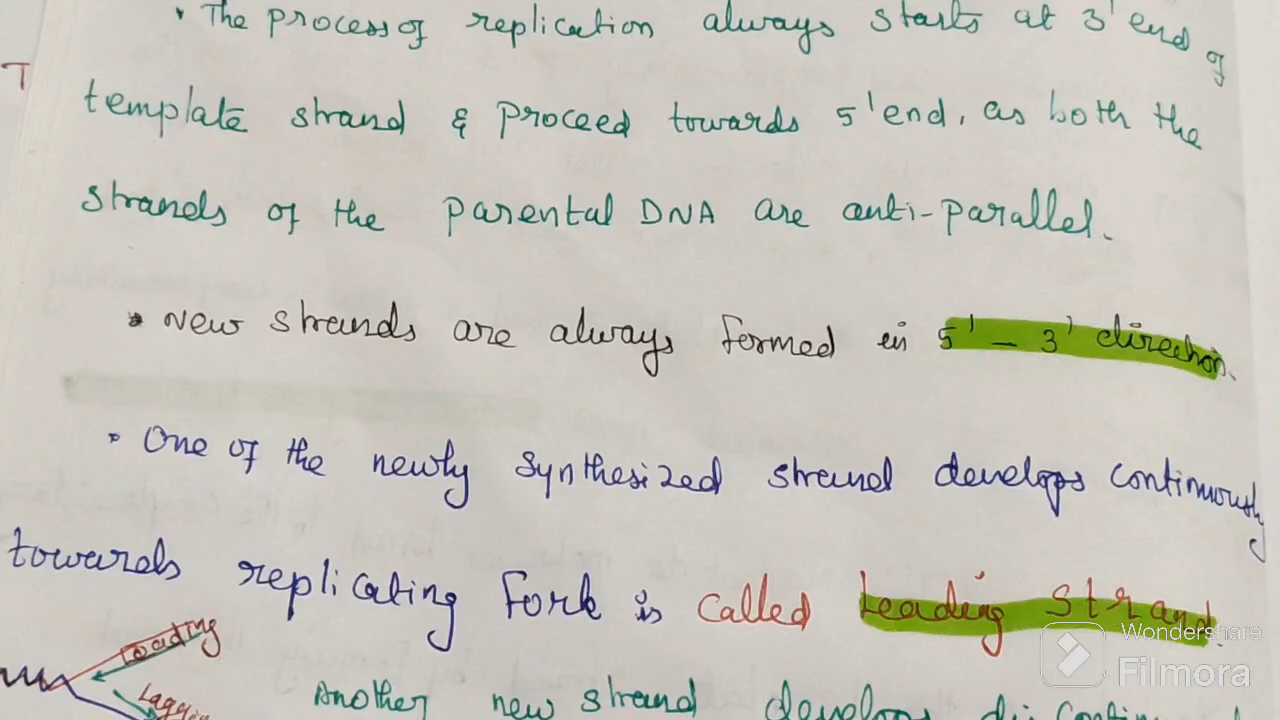 • The process of replication always starts at 3' end of
T
template strand & proceed towards 5' end, as both the
strands of the parental DNA are anti-parallel.
• New strands are always formed in 5' – 3' direction.
• One of the newly synthesized strand develops continuously
towards replicating fork is called Leading strand.
Leading
Lagging
Another new strand develops
Wondershare
Filmora